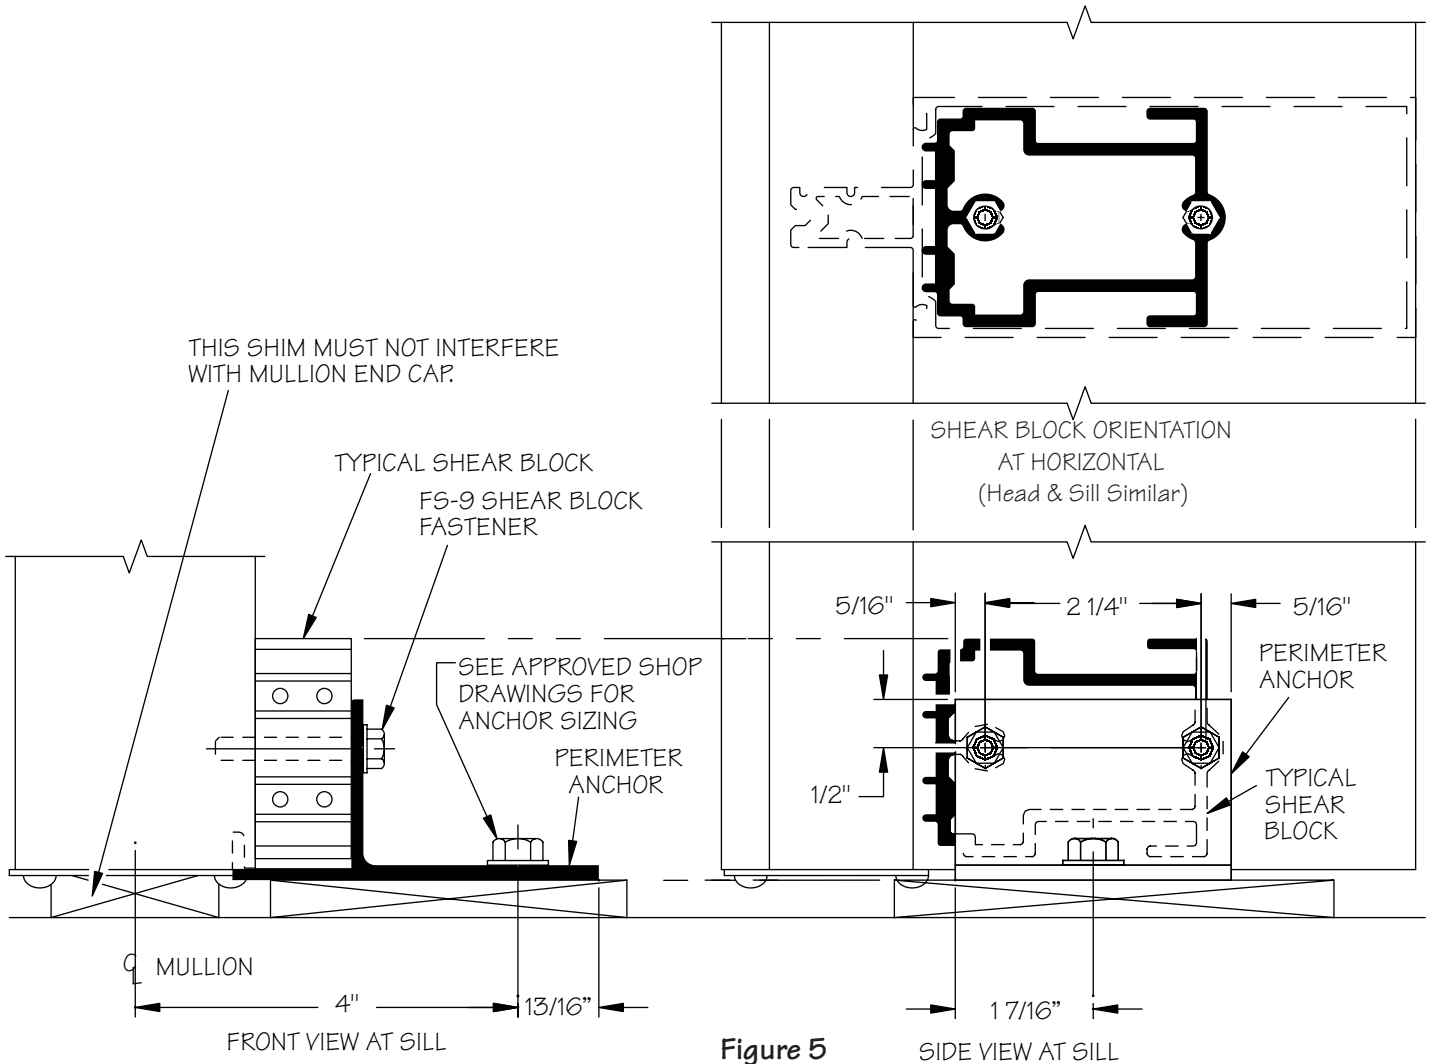 THIS SHIM MUST NOT INTERFERE
WITH MULLION END CAP.
TYPICAL SHEAR BLOCK
FS-9 SHEAR BLOCK
FASTENER
SEE APPROVED SHOP
DRAWINGS FOR
ANCHOR SIZING
PERIMETER
ANCHOR
℄ MULLION
4"
13/16”
FRONT VIEW AT SILL
SHEAR BLOCK ORIENTATION
AT HORIZONTAL
(Head & Sill Similar)
5/16"
2 1/4"
5/16"
PERIMETER
ANCHOR
1/2"
TYPICAL
SHEAR
BLOCK
1 7/16”
Figure 5
SIDE VIEW AT SILL